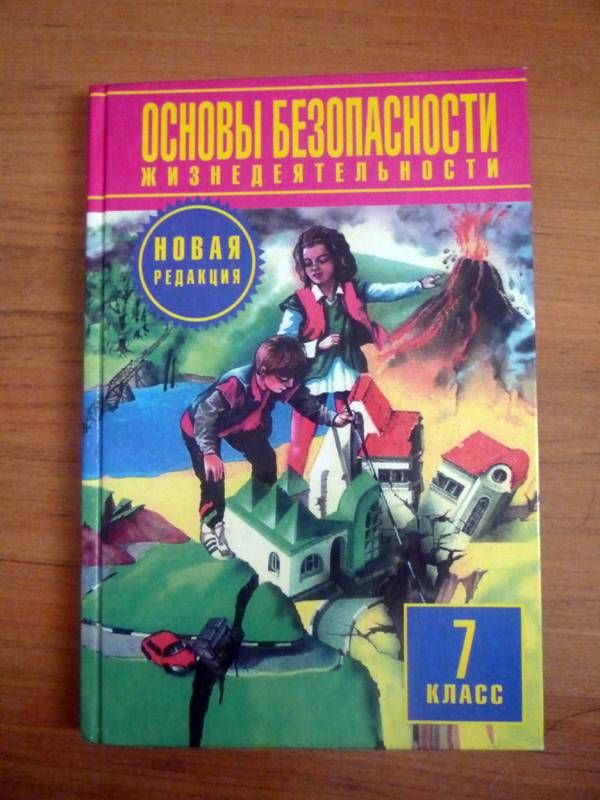 ОСНОВЫ БЕЗОПАСНОСТИ
ЖИЗНЕДЕЯТЕЛЬНОСТИ
НОВАЯ
РЕДАКЦИЯ
7
КЛАСС